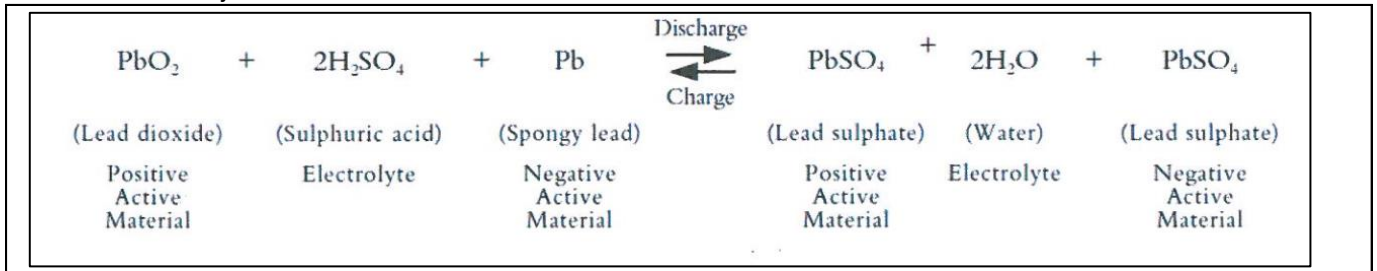 Discharge
PbO₂ + 2H₂SO₄ + Pb PbSO₄ + 2H₂O + PbSO₄
Charge
(Lead dioxide) (Sulphuric acid) (Spongy lead) (Lead sulphate) (Water) (Lead sulphate)
Positive Electrolyte Negative Positive Electrolyte Negative
Active Active Active Active
Material Material Material Material